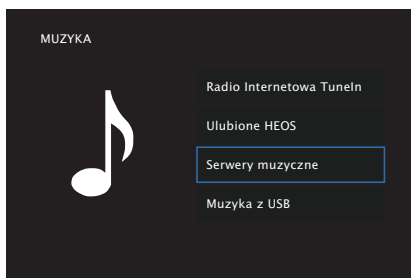 MUZYKA
Radio Internetowa TuneIn
Ulubione HEOS
Serwery muzyczne
Muzyka z USB